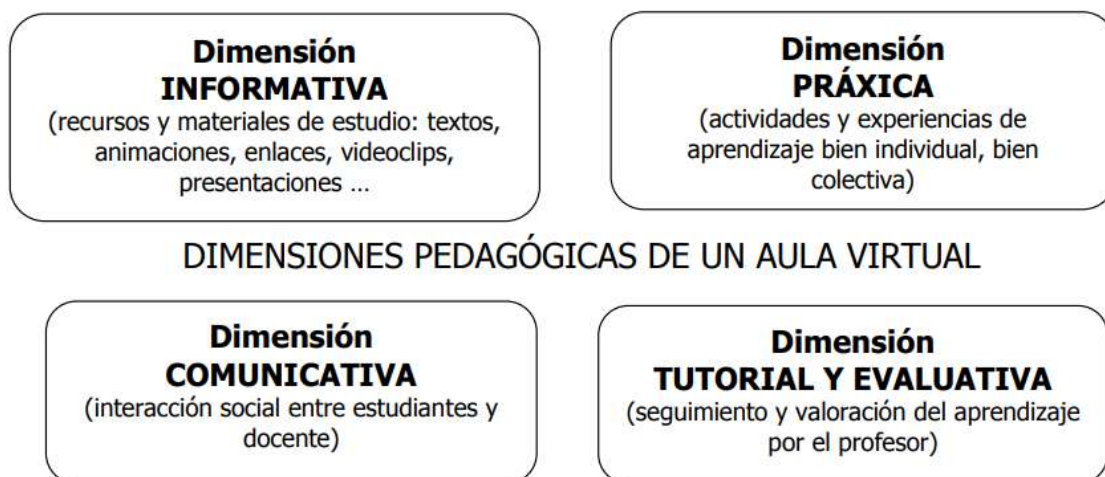 Dimensión
INFORMATIVA
(recursos y materiales de estudio: textos,
animaciones, enlaces, videoclips,
presentaciones ...
Dimensión
PRÁXICA
(actividades y experiencias de
aprendizaje bien individual, bien
colectiva)
DIMENSIONES PEDAGÓGICAS DE UN AULA VIRTUAL
Dimensión
COMUNICATIVA
(interacción social entre estudiantes y
docente)
Dimensión
TUTORIAL Y EVALUATIVA
(seguimiento y valoración del aprendizaje
por el profesor)